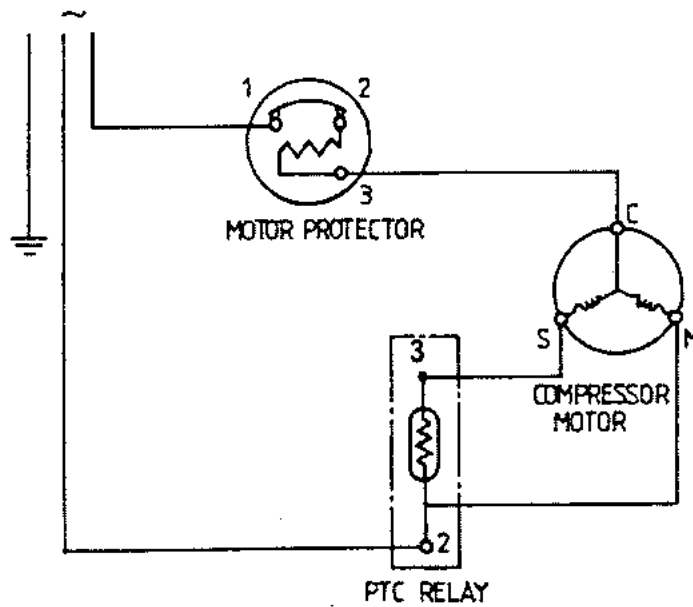 ~
1 2
3
MOTOR PROTECTOR
C
S M
3
COMPRESSOR
MOTOR
2
PTC RELAY